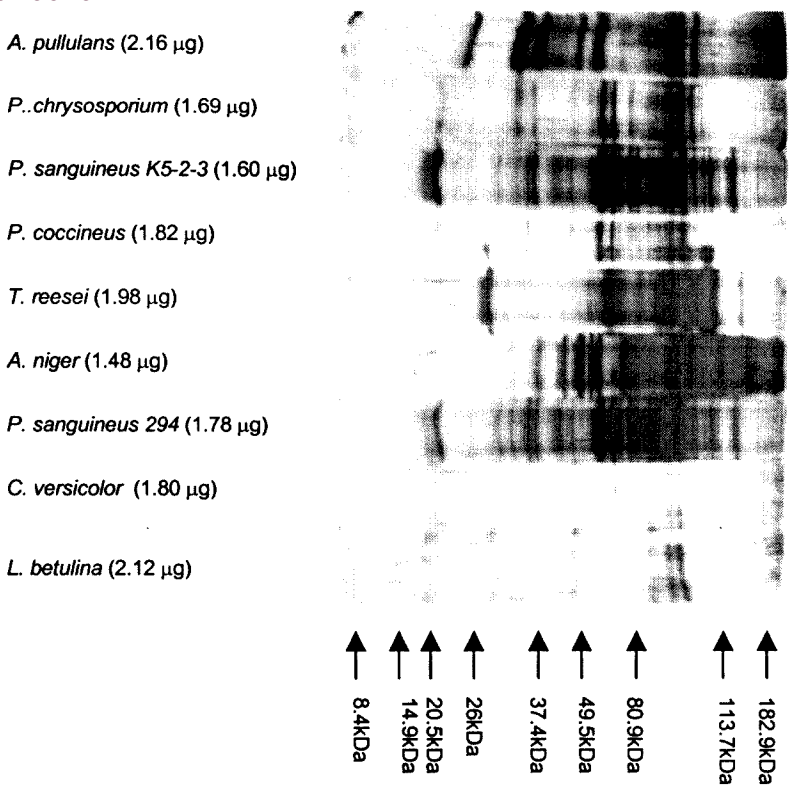 A. pullulans (2.16 μg)
P..chrysosporium (1.69 μg)
P. sanguineus K5-2-3 (1.60 μg)
P. coccineus (1.82 μg)
T. reesei (1.98 μg)
A. niger (1.48 μg)
P. sanguineus 294 (1.78 μg)
C. versicolor (1.80 μg)
L. betulina (2.12 μg)
8.4kDa
14.9kDa
20.5kDa
26kDa
37.4kDa
49.5kDa
80.9kDa
113.7kDa
182.9kDa